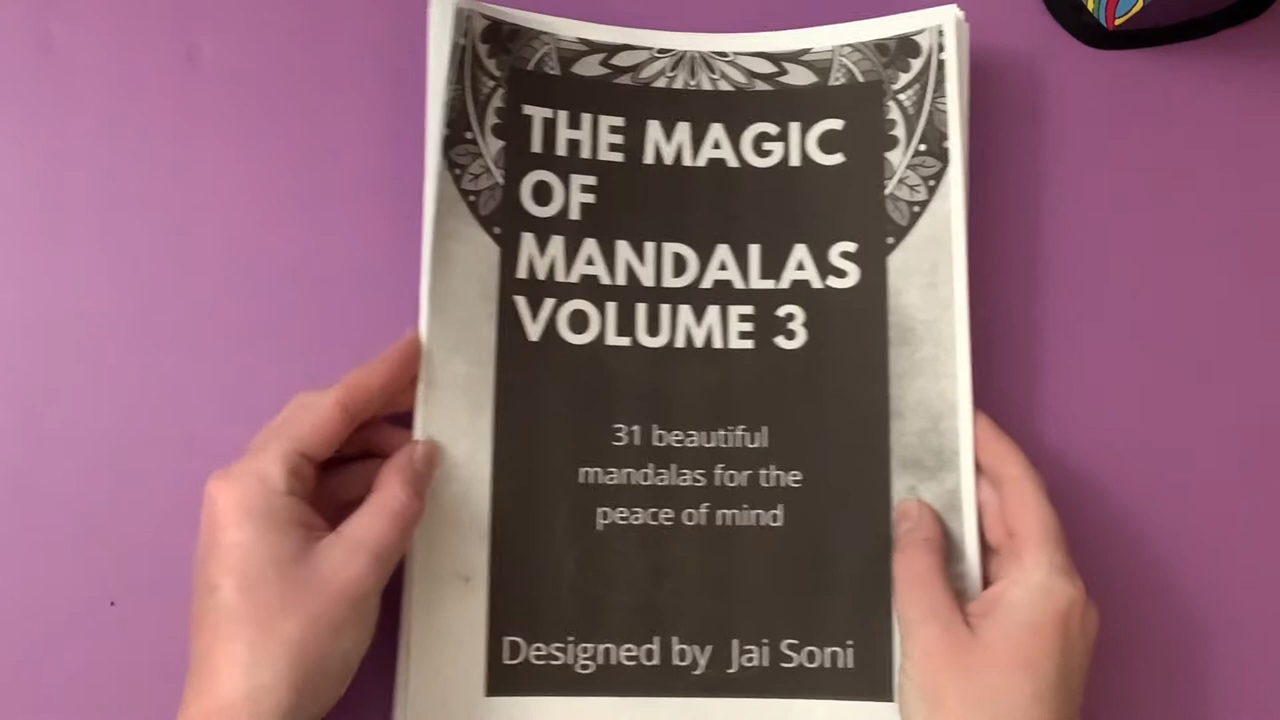 THE MAGIC
OF
MANDALAS
VOLUME 3
31 beautiful
mandalas for the
peace of mind
Designed by Jai Soni